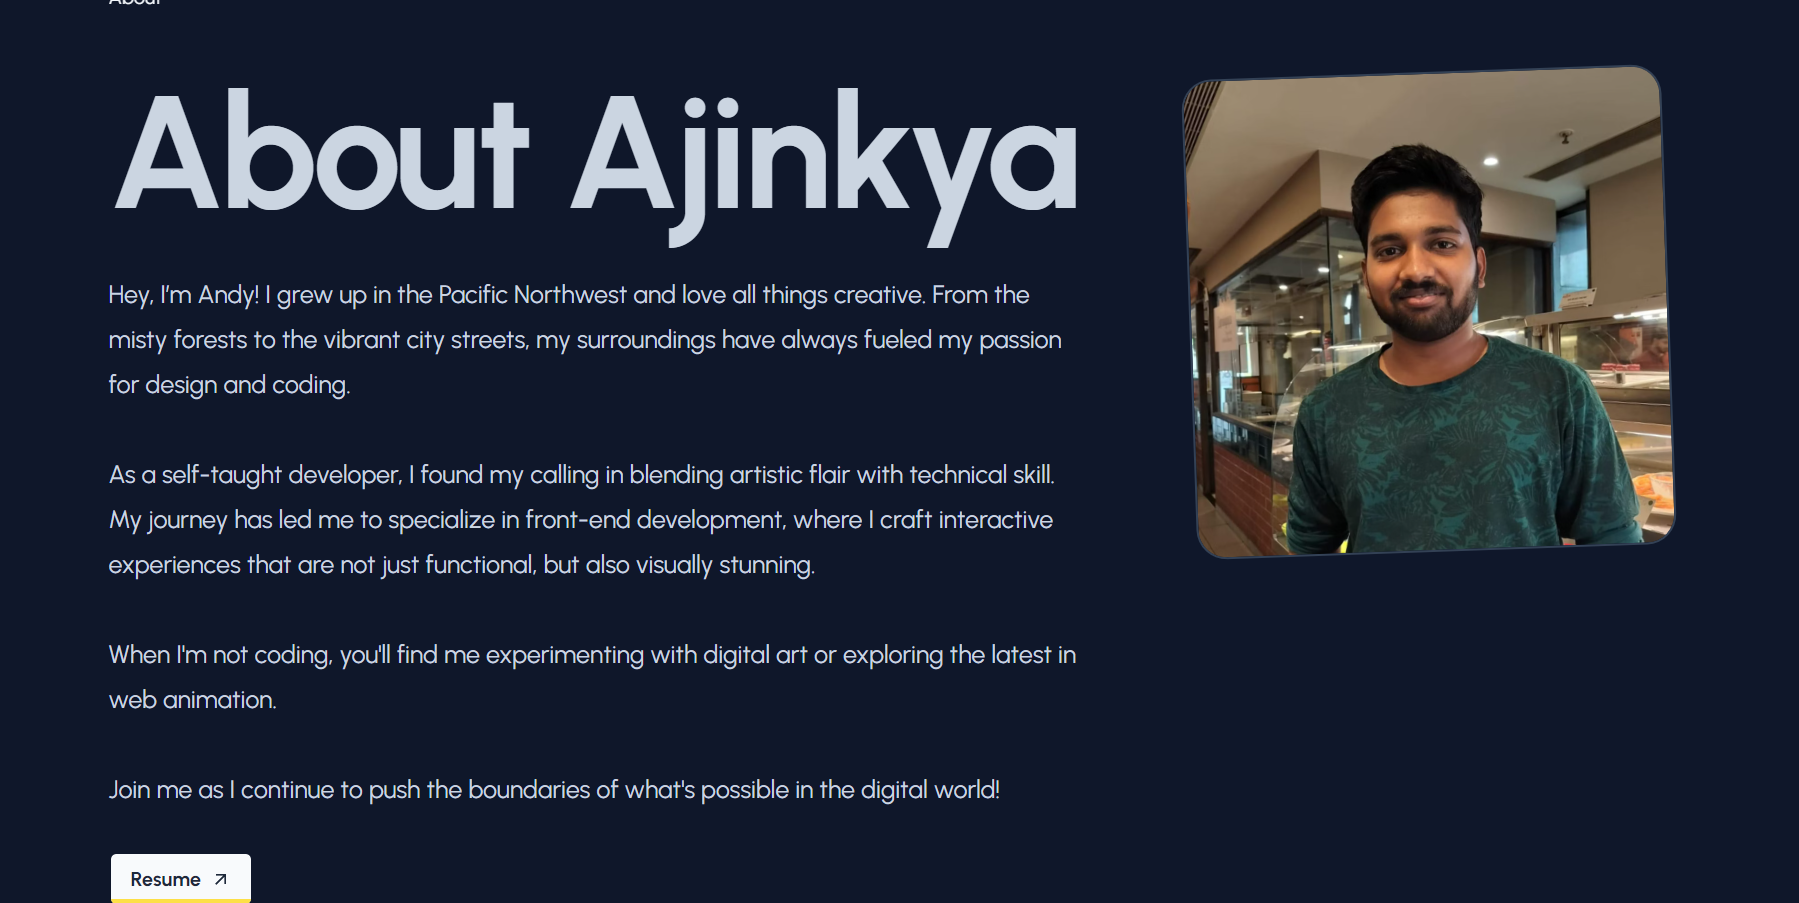 About
About Ajinkya
Hey, I’m Andy! I grew up in the Pacific Northwest and love all things creative. From the
misty forests to the vibrant city streets, my surroundings have always fueled my passion
for design and coding.
As a self-taught developer, I found my calling in blending artistic flair with technical skill.
My journey has led me to specialize in front-end development, where I craft interactive
experiences that are not just functional, but also visually stunning.
When I'm not coding, you'll find me experimenting with digital art or exploring the latest in
web animation.
Join me as I continue to push the boundaries of what's possible in the digital world!
Resume